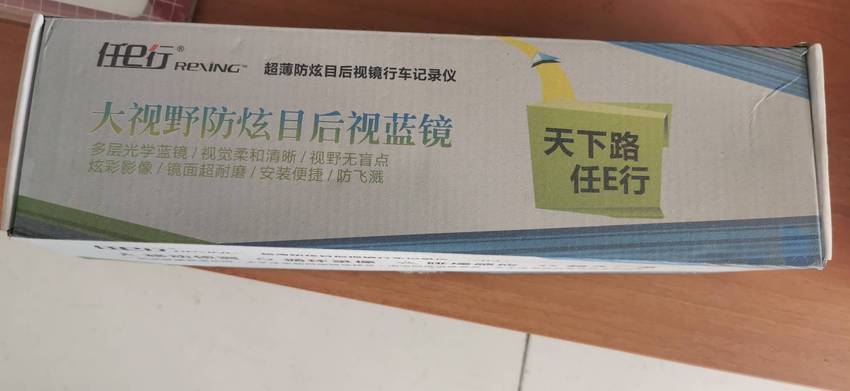 任e行® REXING™ 超薄防炫目后视镜行车记录仪
大视野防炫目后视蓝镜
多层光学蓝镜/视觉柔和清晰/视野无盲点
炫彩影像/镜面超耐磨/安装便捷/防飞溅
天下路
任E行